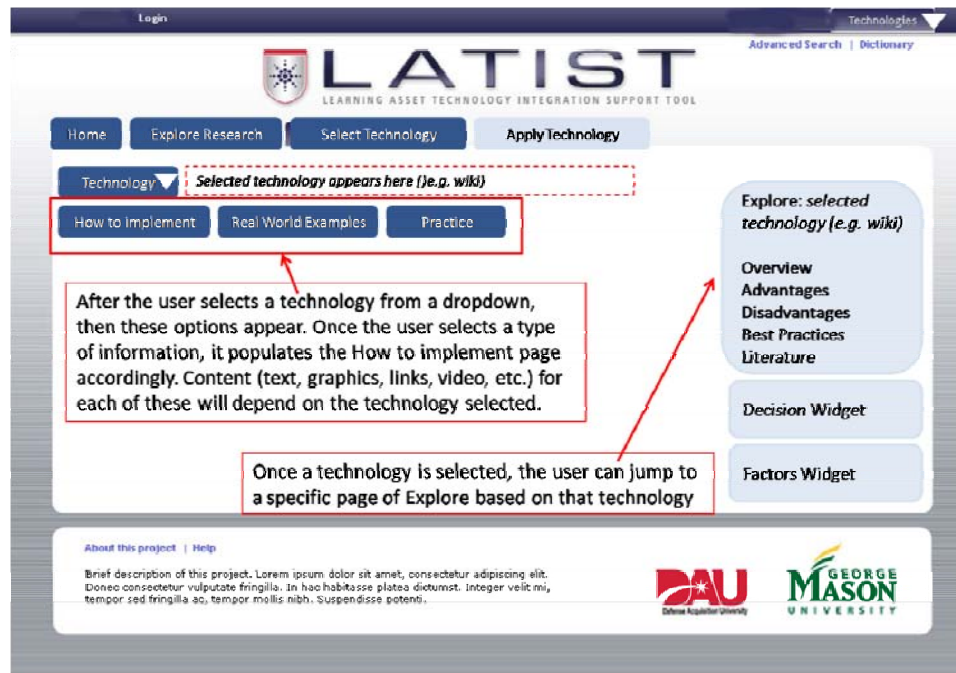 Login
Technologies
Advanced Search | Dictionary
LATIST
LEARNING ASSET TECHNOLOGY INTEGRATION SUPPORT TOOL
Home
Explore Research
Select Technology
Apply Technology
Technology
Selected technology appears here ()e.g. wiki)
How to implement
Real World Examples
Practice
After the user selects a technology from a dropdown,
then these options appear. Once the user selects a type
of information, it populates the How to implement page
accordingly. Content (text, graphics, links, video, etc.) for
each of these will depend on the technology selected.
Once a technology is selected, the user can jump to
a specific page of Explore based on that technology
Explore: selected
technology (e.g. wiki)
Overview
Advantages
Disadvantages
Best Practices
Literature
Decision Widget
Factors Widget
About this project | Help
Brief description of this project. Lorem ipsum dolor sit amet, consectetur adipiscing elit.
Donec consectetur vulputate fringilla. In hac habitasse platea dictumst. Integer velit mi,
tempor sed fringilla ac, tempor mollis nibh. Suspendisse potenti.
DAU
Defense Acquisition University
GEORGE
MASON
UNIVERSITY